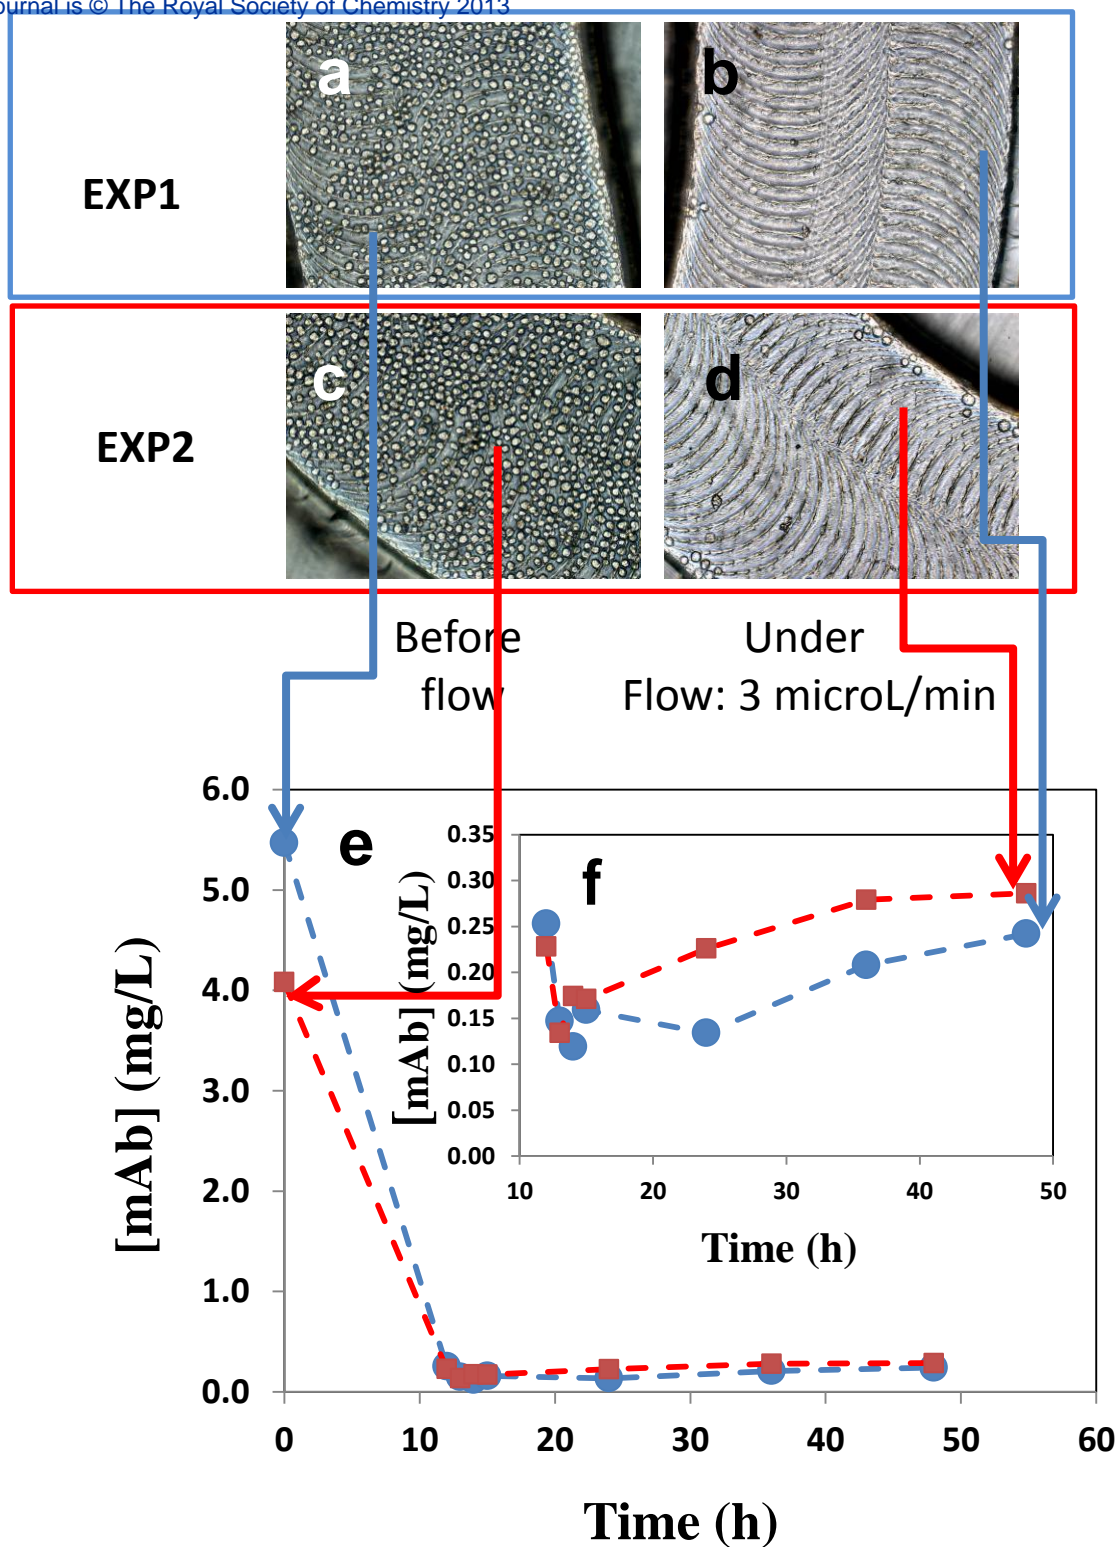 ournal is © The Royal Society of Chemistry 2013
a
b
EXP1
c
d
EXP2
Before
flow
Under
Flow: 3 microL/min
6.0
5.0
4.0
3.0
2.0
1.0
0.0
[mAb] (mg/L)
e
0.35
0.30
0.25
0.20
0.15
0.10
0.05
0.00
[mAb] (mg/L)
f
10 20 30 40 50
Time (h)
0 10 20 30 40 50 60
Time (h)